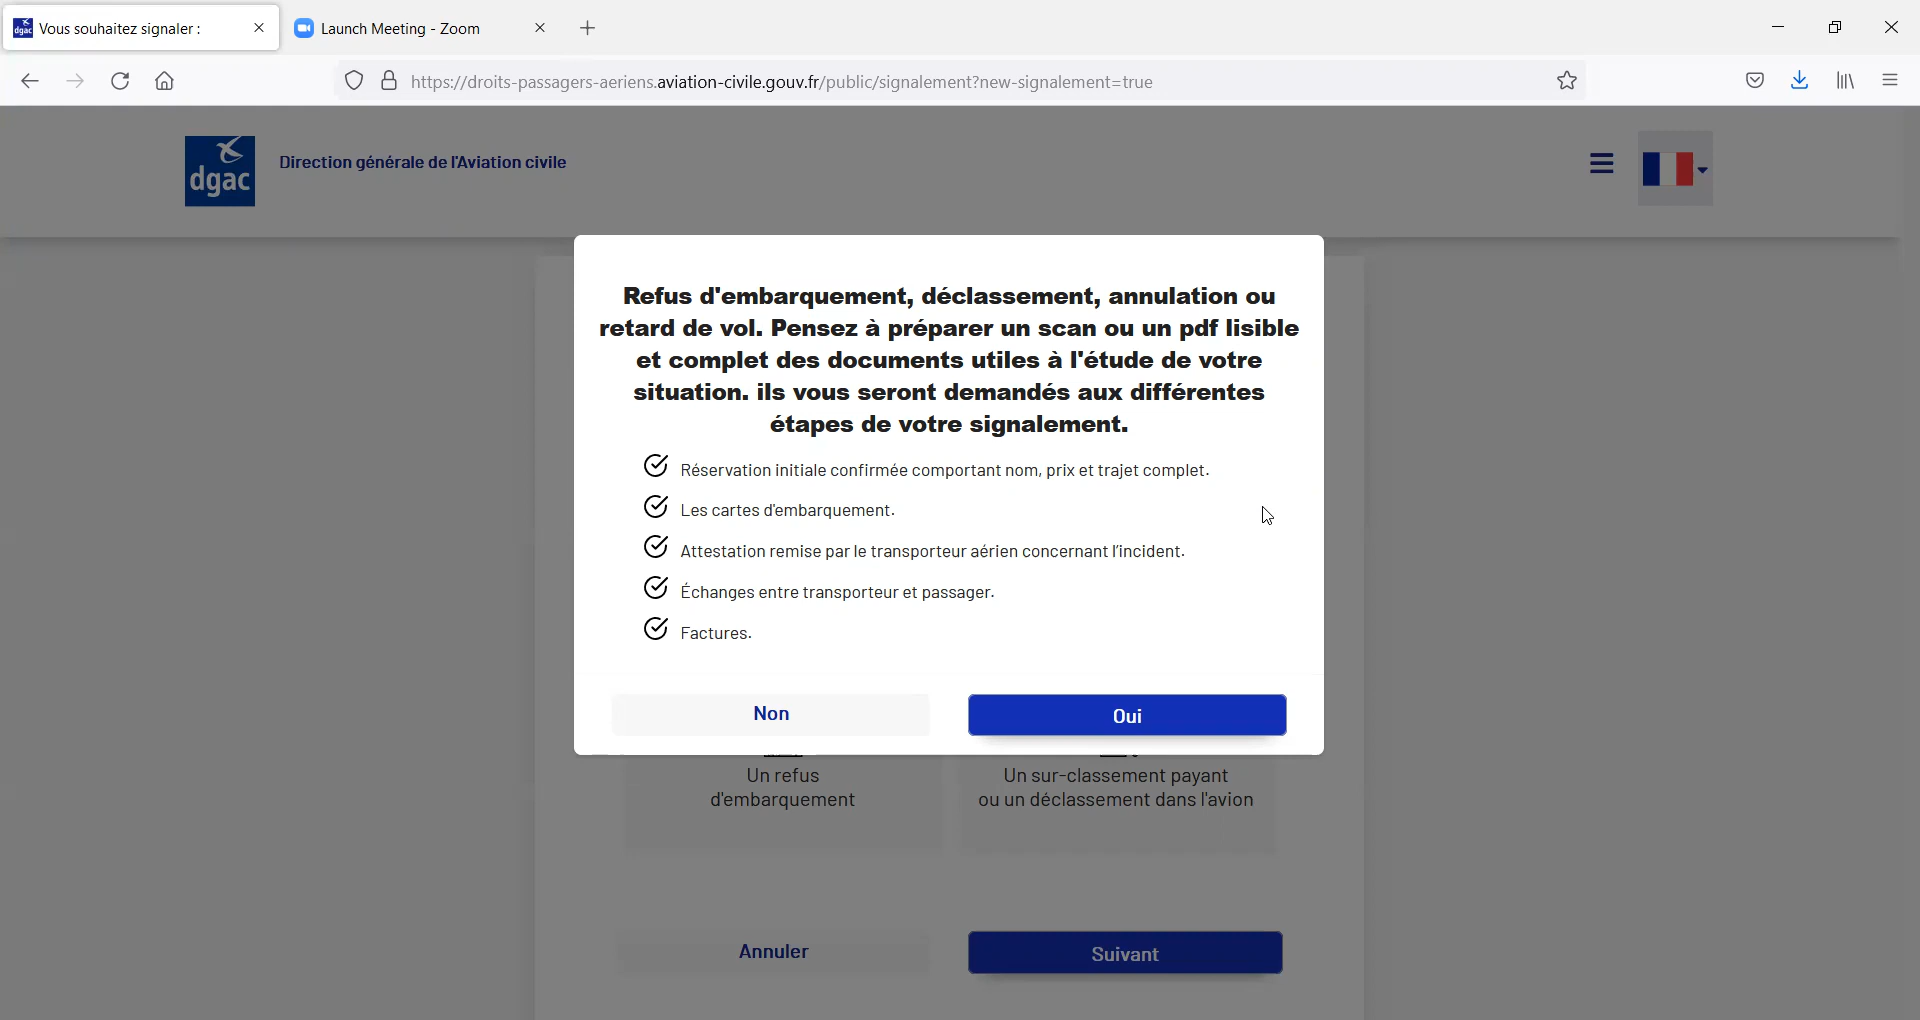 dgac Vous souhaitez signaler :
Launch Meeting - Zoom
https://droits-passagers-aeriens.aviation-civile.gouv.fr/public/signalement?new-signalement=true
dgac
Direction générale de l'Aviation civile
Refus d'embarquement, déclassement, annulation ou
retard de vol. Pensez à préparer un scan ou un pdf lisible
et complet des documents utiles à l'étude de votre
situation. ils vous seront demandés aux différentes
étapes de votre signalement.
Réservation initiale confirmée comportant nom, prix et trajet complet.
Les cartes d'embarquement.
Attestation remise par le transporteur aérien concernant l'incident.
Échanges entre transporteur et passager.
Factures.
Non
Oui
Un refus
d'embarquement
Un sur-classement payant
ou un déclassement dans l'avion
Annuler
Suivant